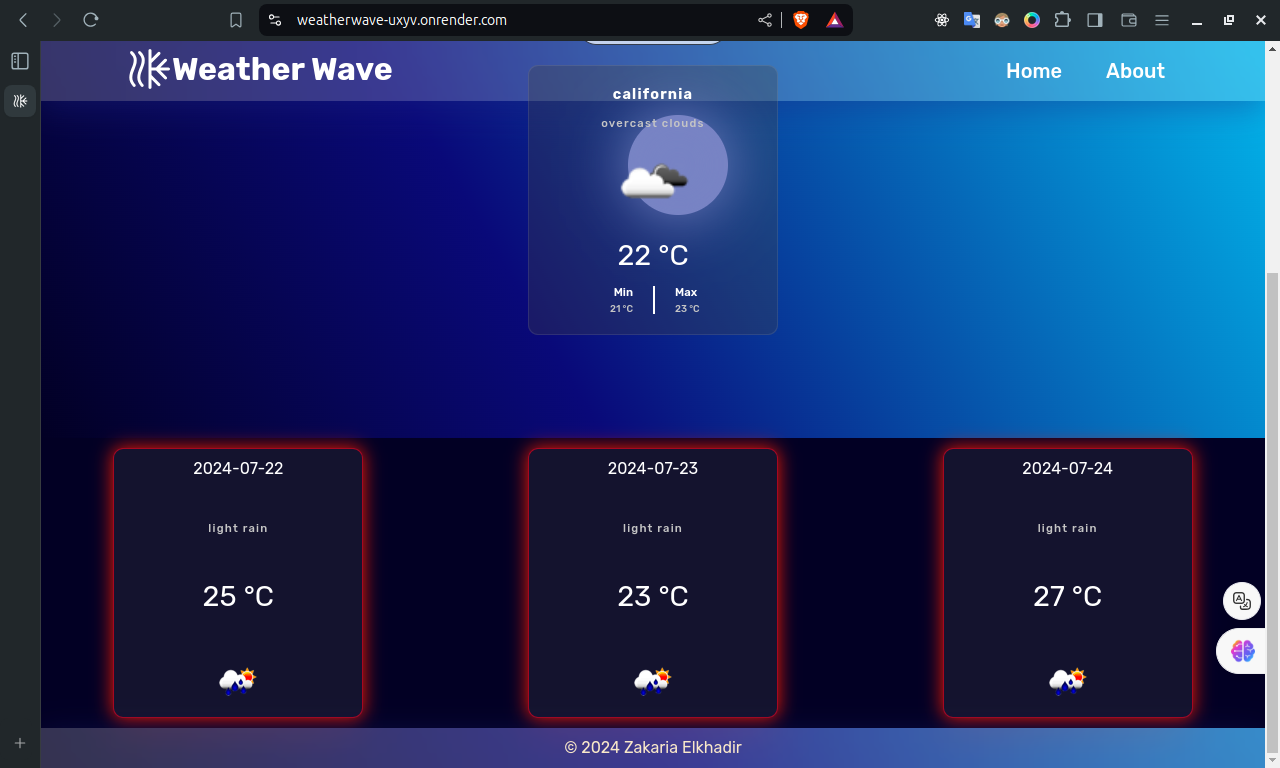 weatherwave-uxyv.onrender.com
Weather Wave
Home
About
california
overcast clouds
22 °C
Min
Max
21 °C
23 °C
2024-07-22
2024-07-23
2024-07-24
light rain
light rain
light rain
25 °C
23 °C
27 °C
© 2024 Zakaria Elkhadir